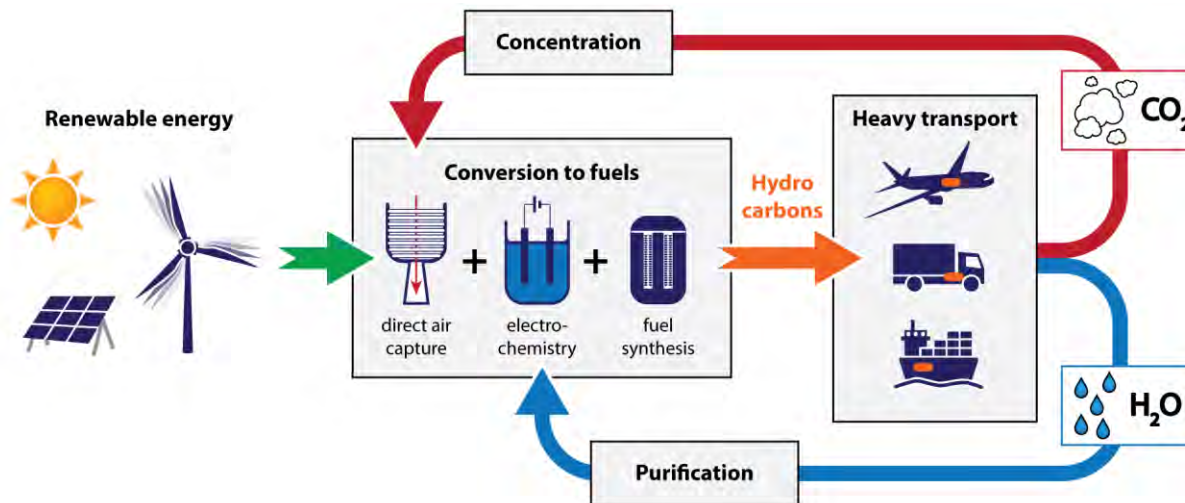 Concentration
CO₂
Renewable energy
Heavy transport
Conversion to fuels
Hydro
carbons
direct air
capture
electro-
chemistry
fuel
synthesis
H₂O
Purification